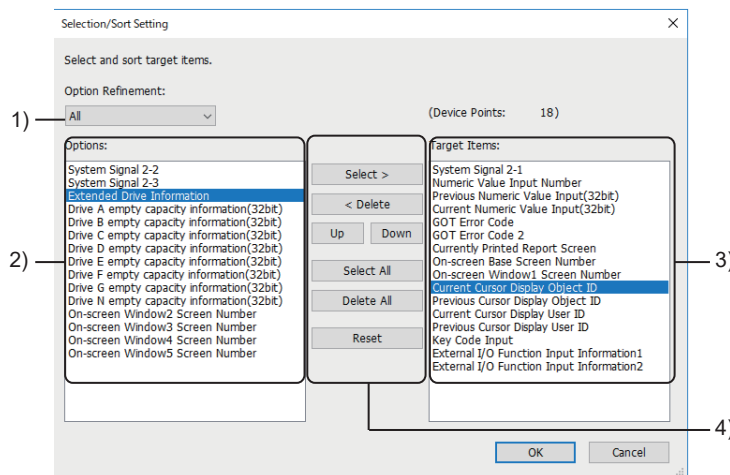 Selection/Sort Setting
Select and sort target items.
Option Refinement:
1)
All
(Device Points: 18)
Options:
System Signal 2-2
System Signal 2-3
Extended Drive Information
Drive A empty capacity information(32bit)
Drive B empty capacity information(32bit)
Drive C empty capacity information(32bit)
Drive D empty capacity information(32bit)
Drive E empty capacity information(32bit)
Drive F empty capacity information(32bit)
Drive G empty capacity information(32bit)
Drive N empty capacity information(32bit)
On-screen Window2 Screen Number
On-screen Window3 Screen Number
On-screen Window4 Screen Number
On-screen Window5 Screen Number
2)
Select >
< Delete
Up Down
Select All
Delete All
Reset
Target Items:
System Signal 2-1
Numeric Value Input Number
Previous Numeric Value Input(32bit)
Current Numeric Value Input(32bit)
GOT Error Code
GOT Error Code 2
Currently Printed Report Screen
On-screen Base Screen Number
On-screen Window1 Screen Number
Current Cursor Display Object ID
Previous Cursor Display Object ID
Current Cursor Display User ID
Previous Cursor Display User ID
Key Code Input
External I/O Function Input Information1
External I/O Function Input Information2
3)
4)
OK Cancel